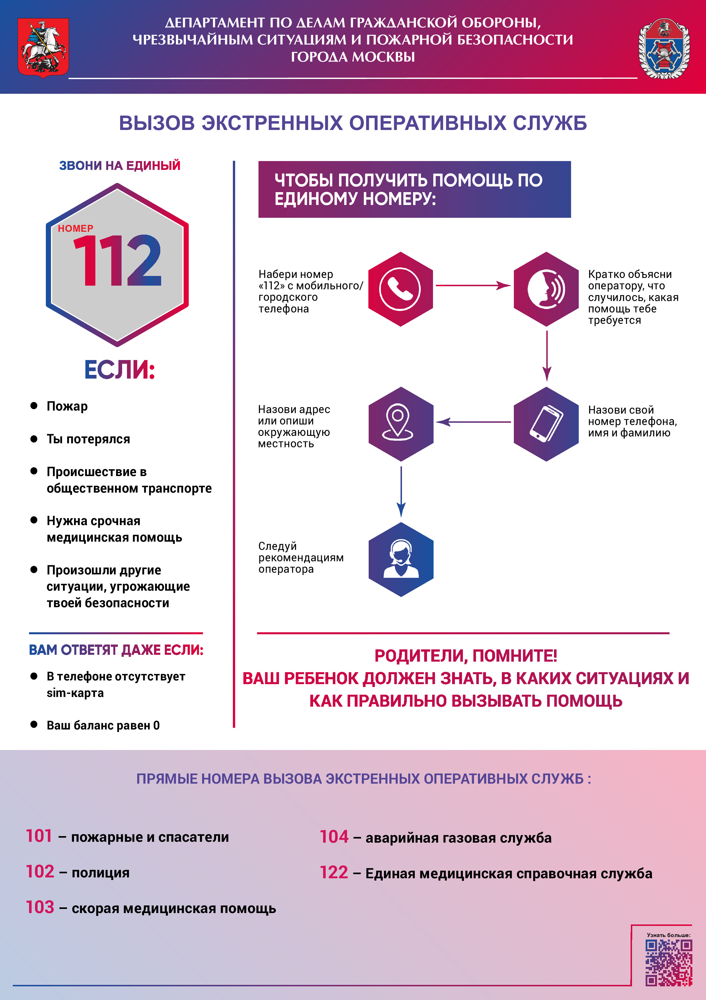 ДЕПАРТАМЕНТ ПО ДЕЛАМ ГРАЖДАНСКОЙ ОБОРОНЫ,
ЧРЕЗВЫЧАЙНЫМ СИТУАЦИЯМ И ПОЖАРНОЙ БЕЗОПАСНОСТИ
ГОРОДА МОСКВЫ
ВЫЗОВ ЭКСТРЕННЫХ ОПЕРАТИВНЫХ СЛУЖБ
ЗВОНИ НА ЕДИНЫЙ
НОМЕР
112
ЕСЛИ:
● Пожар
● Ты потерялся
● Происшествие в
общественном транспорте
● Нужна срочная
медицинская помощь
● Произошли другие
ситуации, угрожающие
твоей безопасности
ВАМ ОТВЕТЯТ ДАЖЕ ЕСЛИ:
● В телефоне отсутствует
sim-карта
● Ваш баланс равен 0
ЧТОБЫ ПОЛУЧИТЬ ПОМОЩЬ ПО
ЕДИНОМУ НОМЕРУ:
Набери номер
«112» с мобильного/
городского
телефона
Кратко объясни
оператору, что
случилось, какая
помощь тебе
требуется
Назови свой
номер телефона,
имя и фамилию
Назови адрес
или опиши
окружающую
местность
Следуй
рекомендациям
оператора
РОДИТЕЛИ, ПОМНИТЕ!
ВАШ РЕБЕНОК ДОЛЖЕН ЗНАТЬ, В КАКИХ СИТУАЦИЯХ И
КАК ПРАВИЛЬНО ВЫЗЫВАТЬ ПОМОЩЬ
ПРЯМЫЕ НОМЕРА ВЫЗОВА ЭКСТРЕННЫХ ОПЕРАТИВНЫХ СЛУЖБ :
101 – пожарные и спасатели
102 – полиция
103 – скорая медицинская помощь
104 – аварийная газовая служба
122 – Единая медицинская справочная служба
Узнать больше: